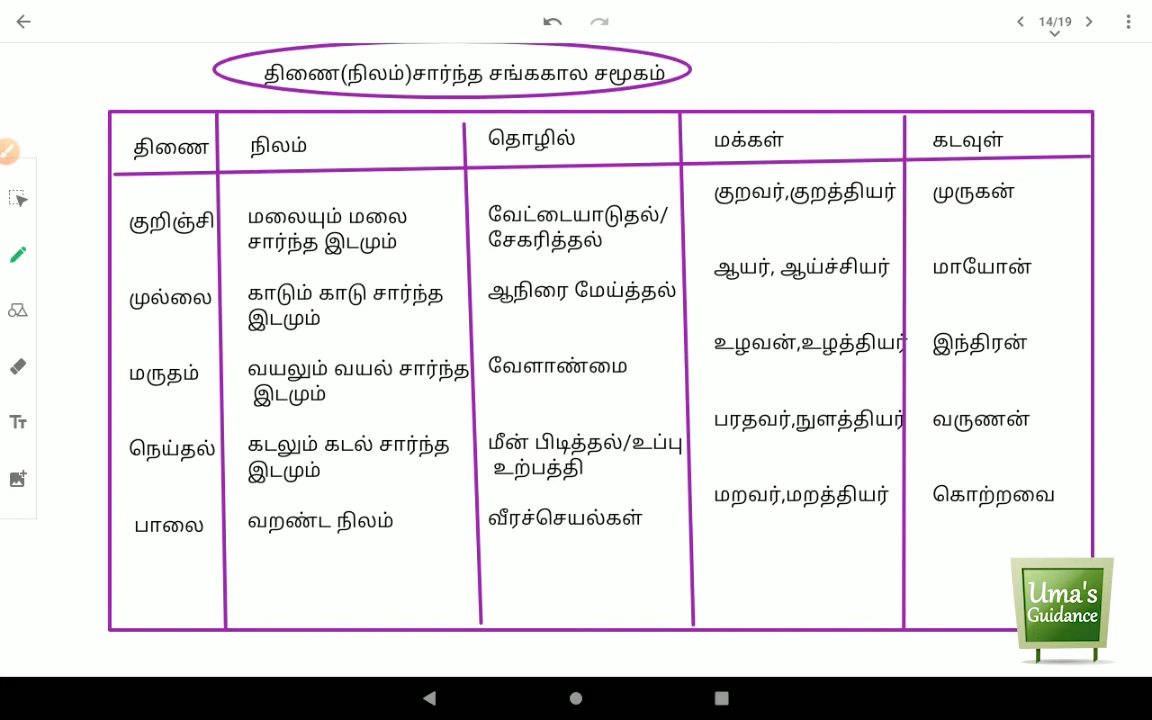 14/19
திணை(நிலம்)சார்ந்த சங்ககால சமூகம்
திணை நிலம் தொழில் மக்கள் கடவுள்
குறிஞ்சி மலையும் மலை வேட்டையாடுதல்/ குறவர்,குறத்தியர் முருகன்
சார்ந்த இடமும் சேகரித்தல்
முல்லை காடும் காடு சார்ந்த ஆநிரை மேய்த்தல் ஆயர், ஆய்ச்சியர் மாயோன்
இடமும்
மருதம் வயலும் வயல் சார்ந்த வேளாண்மை உழவன்,உழத்தியர் இந்திரன்
இடமும்
நெய்தல் கடலும் கடல் சார்ந்த மீன் பிடித்தல்/உப்பு பரதவர்,நுளத்தியர் வருணன்
இடமும் உற்பத்தி
பாலை வறண்ட நிலம் வீரச்செயல்கள் மறவர்,மறத்தியர் கொற்றவை
Uma's
Guidance
Tт